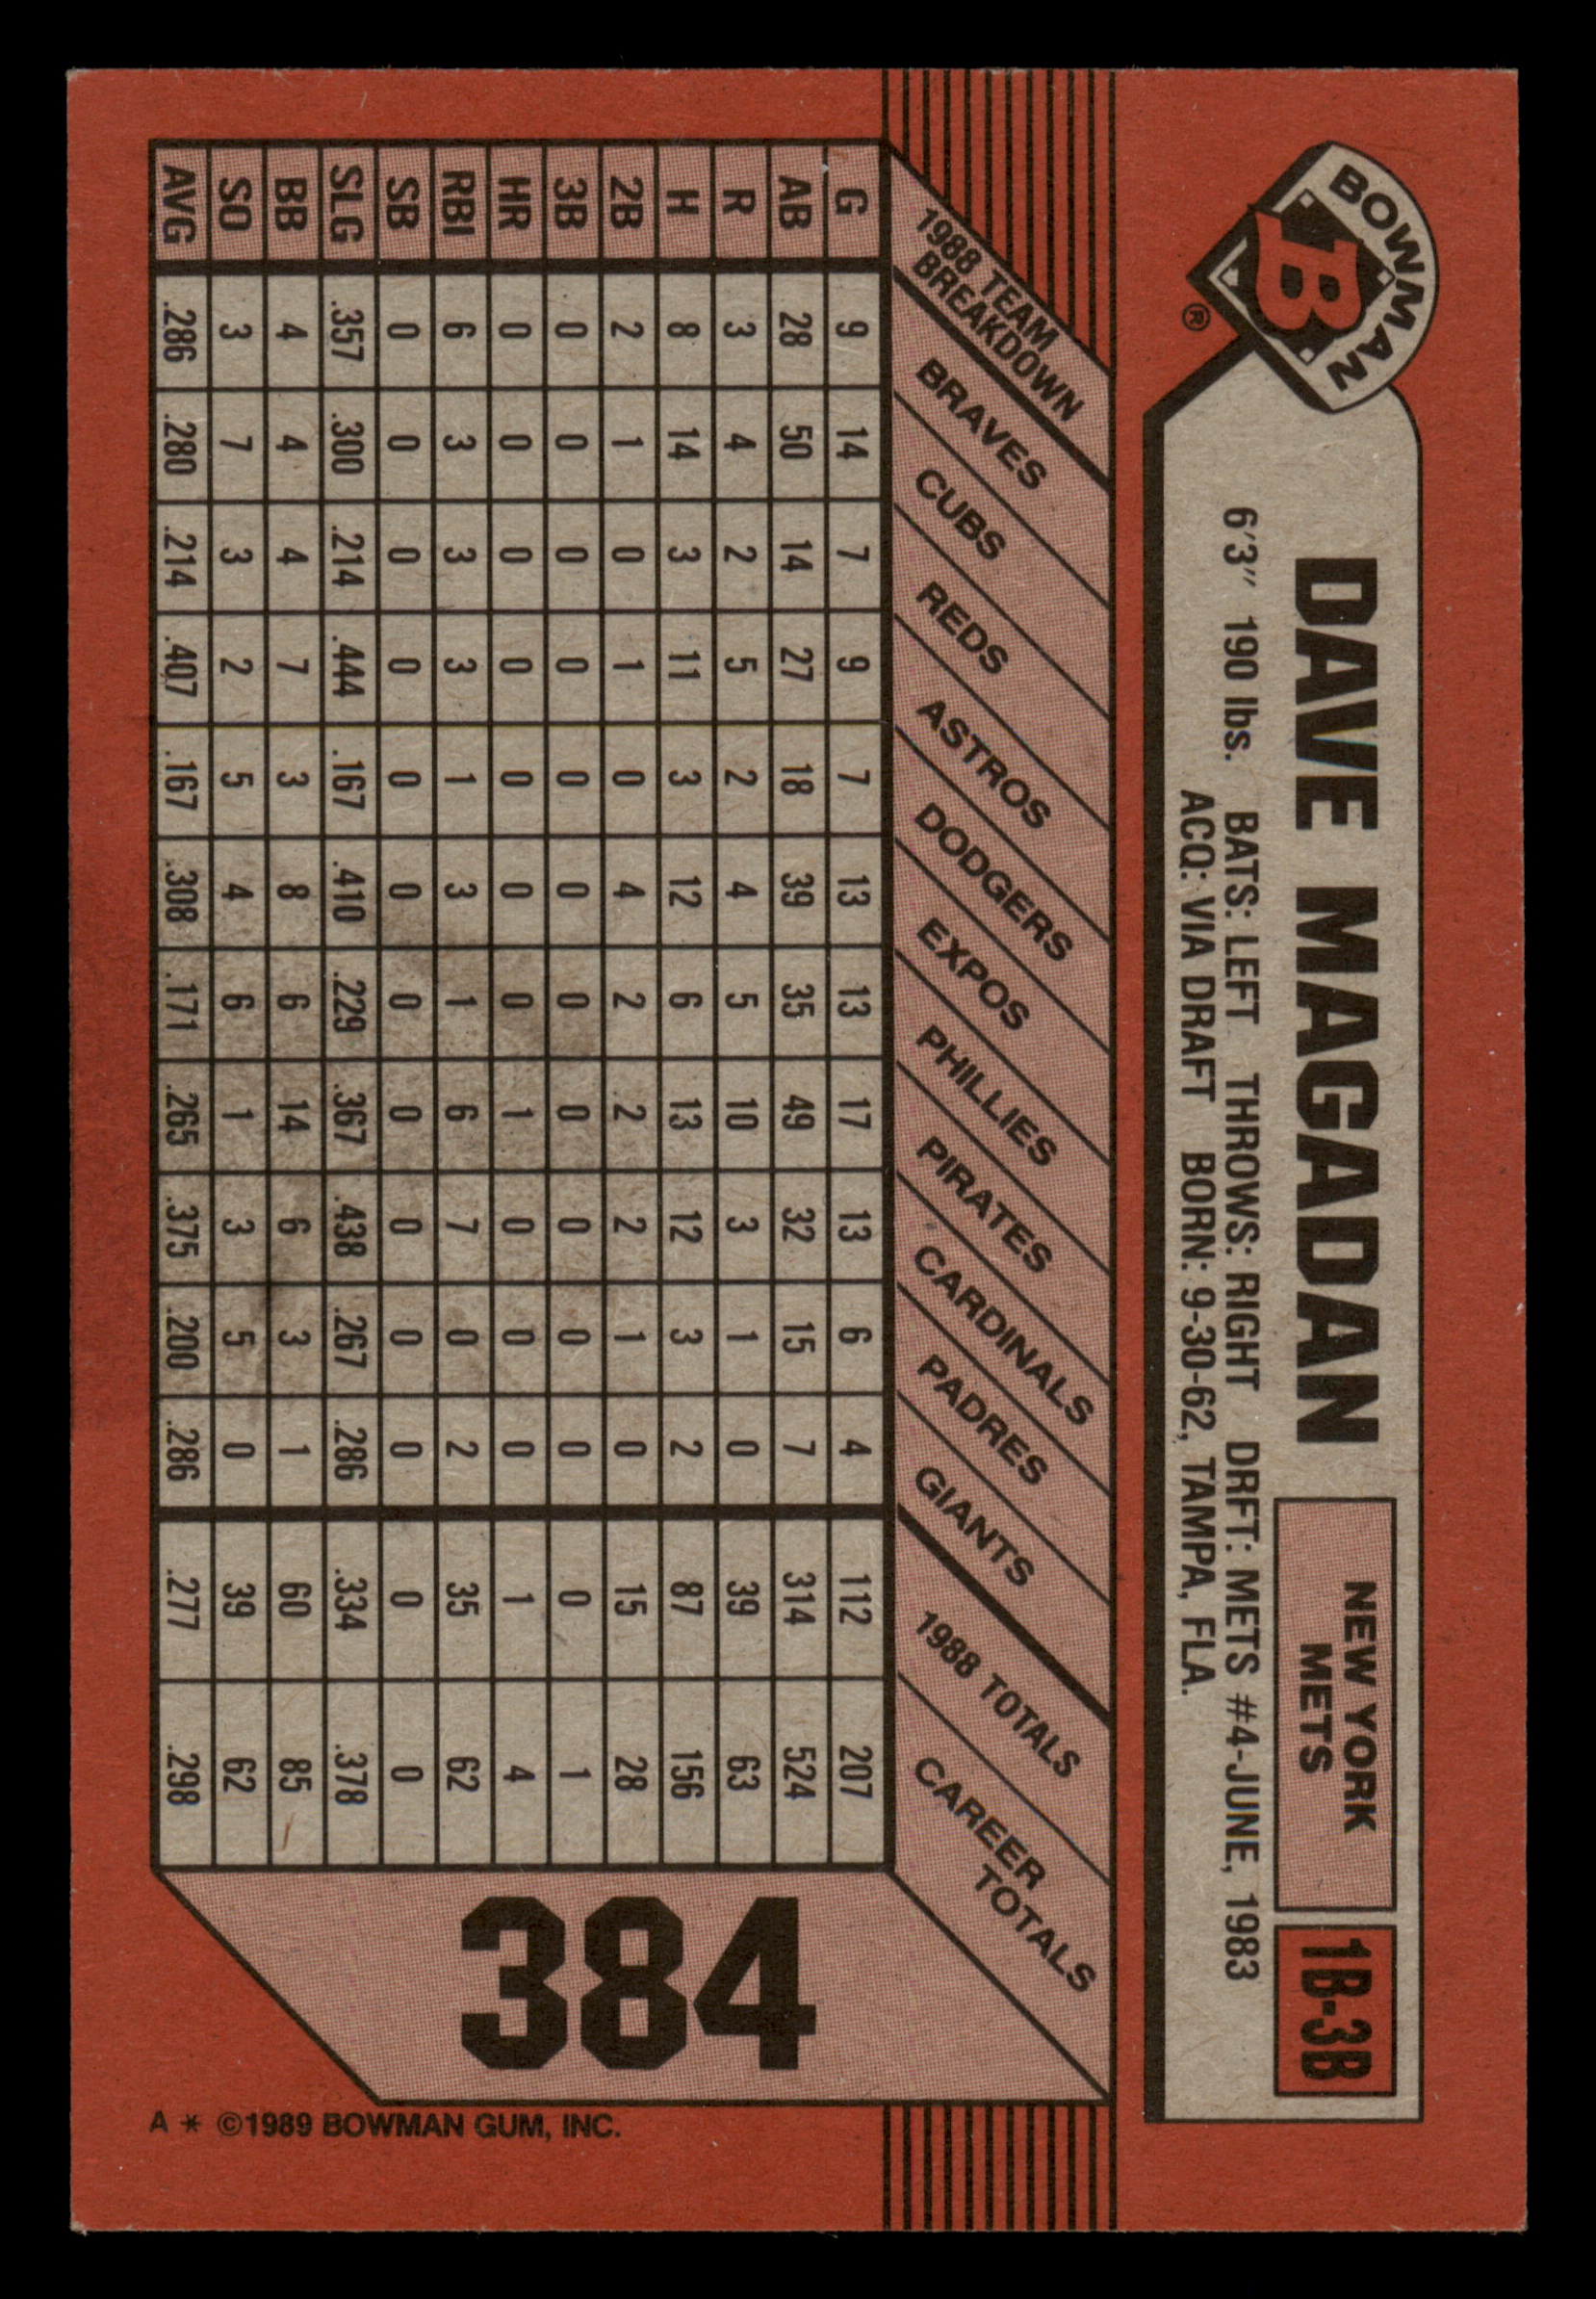 BOWMAN
B
®
DAVE MAGADAN
NEW YORK
METS
1B-3B
6'3" 190 lbs. BATS: LEFT THROWS: RIGHT DRFT: METS #4-JUNE, 1983
ACQ: VIA DRAFT BORN: 9-30-62, TAMPA, FLA.
1988 TEAM
BREAKDOWN
BRAVES CUBS REDS ASTROS DODGERS EXPOS PHILLIES PIRATES CARDINALS PADRES GIANTS 1988 TOTALS CAREER TOTALS
G 9 14 7 9 7 13 13 17 13 6 4 112 207
AB 28 50 14 27 18 39 35 49 32 15 7 314 524
R 3 4 2 5 2 4 5 10 3 1 0 39 63
H 8 14 3 11 3 12 6 13 12 3 2 87 156
2B 2 1 0 1 0 4 2 2 2 1 0 15 28
3B 0 0 0 0 0 0 0 0 0 0 0 0 1
HR 0 0 0 0 0 0 0 1 0 0 0 1 4
RBI 6 3 3 3 1 3 1 6 7 0 2 35 62
SB 0 0 0 0 0 0 0 0 0 0 0 0 0
SLG .357 .300 .214 .444 .167 .410 .229 .367 .438 .267 .286 .334 .378
BB 4 4 4 7 3 8 6 14 6 3 1 60 85
SO 3 7 3 2 5 4 6 1 3 5 0 39 62
AVG .286 .280 .214 .407 .167 .308 .171 .265 .375 .200 .286 .277 .298
384
A * ©1989 BOWMAN GUM, INC.